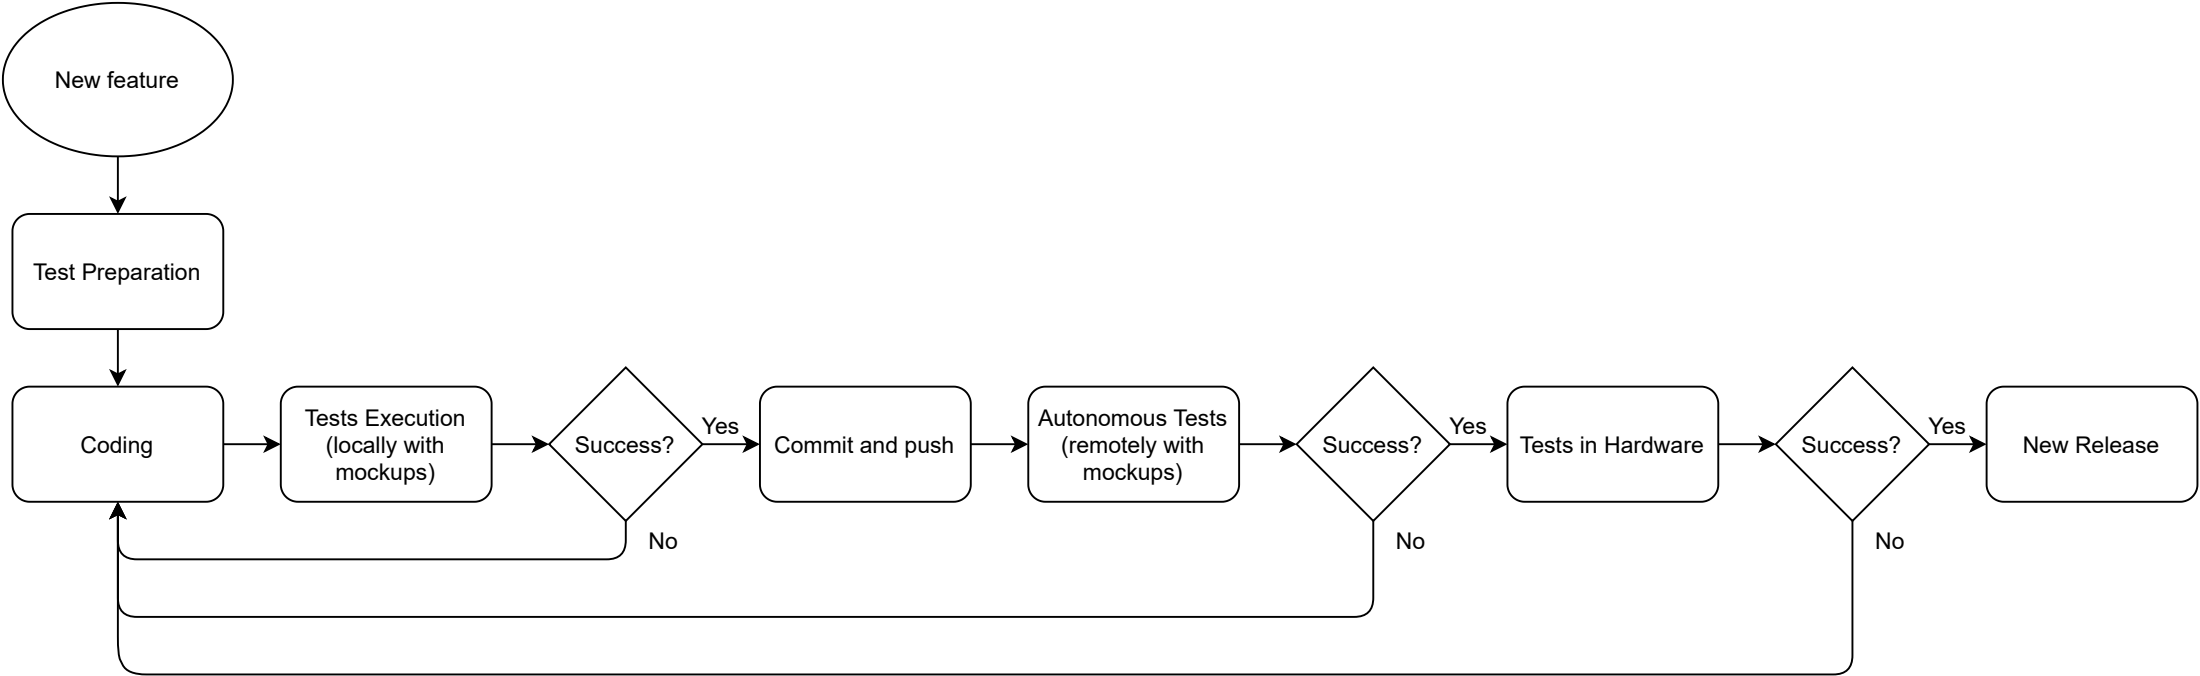 New feature
Test Preparation
Coding
Tests Execution
(locally with
mockups)
Success?
Yes
No
Commit and push
Autonomous Tests
(remotely with
mockups)
Success?
Yes
No
Tests in Hardware
Success?
Yes
No
New Release